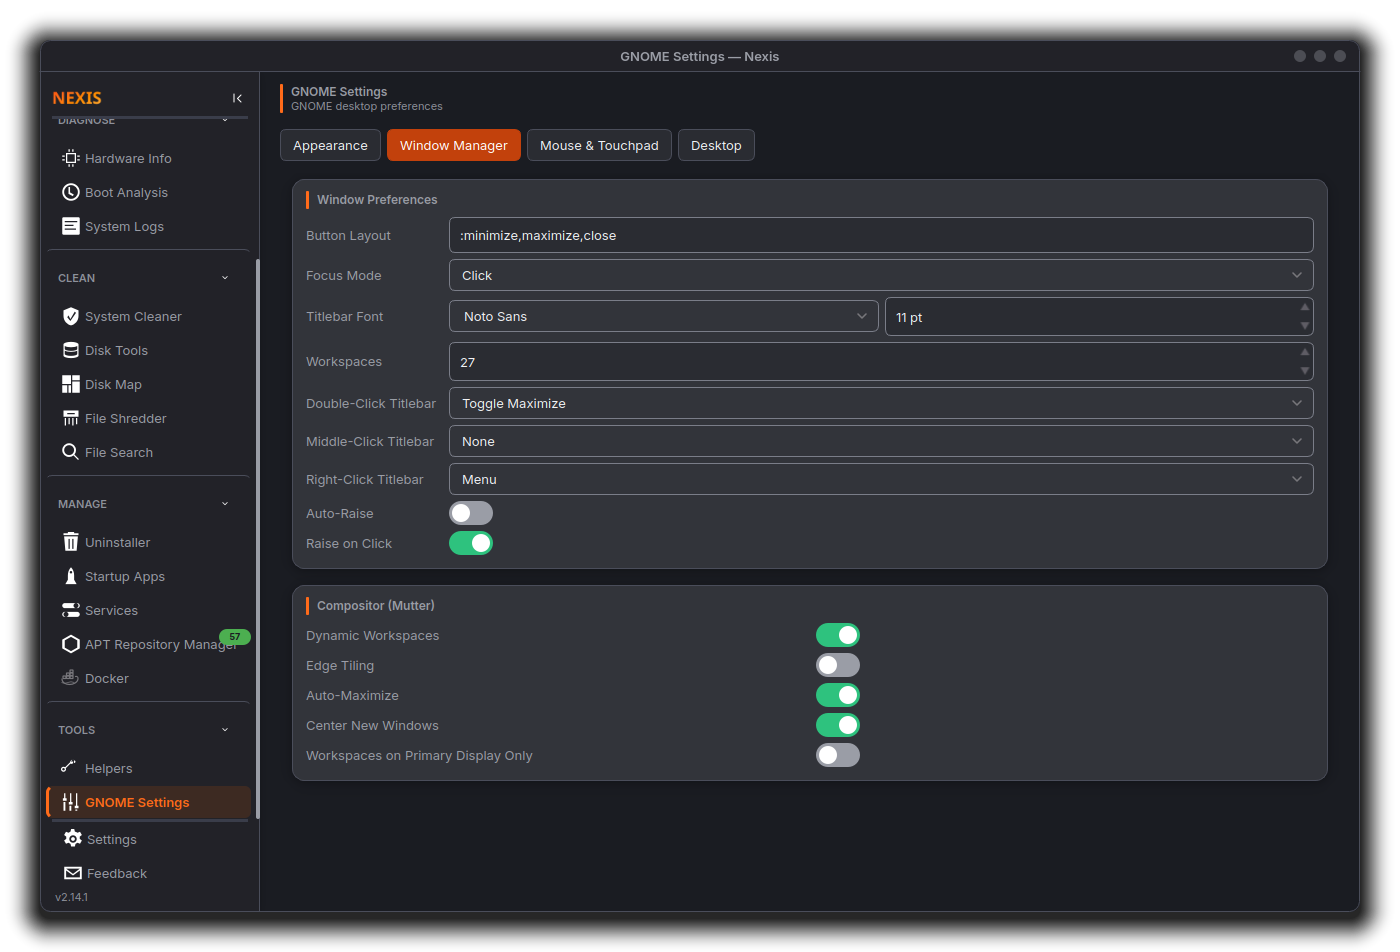 GNOME Settings — Nexis
NEXIS
DIAGNOSE
Hardware Info
Boot Analysis
System Logs
CLEAN
System Cleaner
Disk Tools
Disk Map
File Shredder
File Search
MANAGE
Uninstaller
Startup Apps
Services
APT Repository Manager
57
Docker
TOOLS
Helpers
GNOME Settings
Settings
Feedback
v2.14.1
GNOME Settings
GNOME desktop preferences
Appearance Window Manager Mouse & Touchpad Desktop
Window Preferences
Button Layout :minimize,maximize,close
Focus Mode Click
Titlebar Font Noto Sans 11 pt
Workspaces 27
Double-Click Titlebar Toggle Maximize
Middle-Click Titlebar None
Right-Click Titlebar Menu
Auto-Raise
Raise on Click
Compositor (Mutter)
Dynamic Workspaces
Edge Tiling
Auto-Maximize
Center New Windows
Workspaces on Primary Display Only